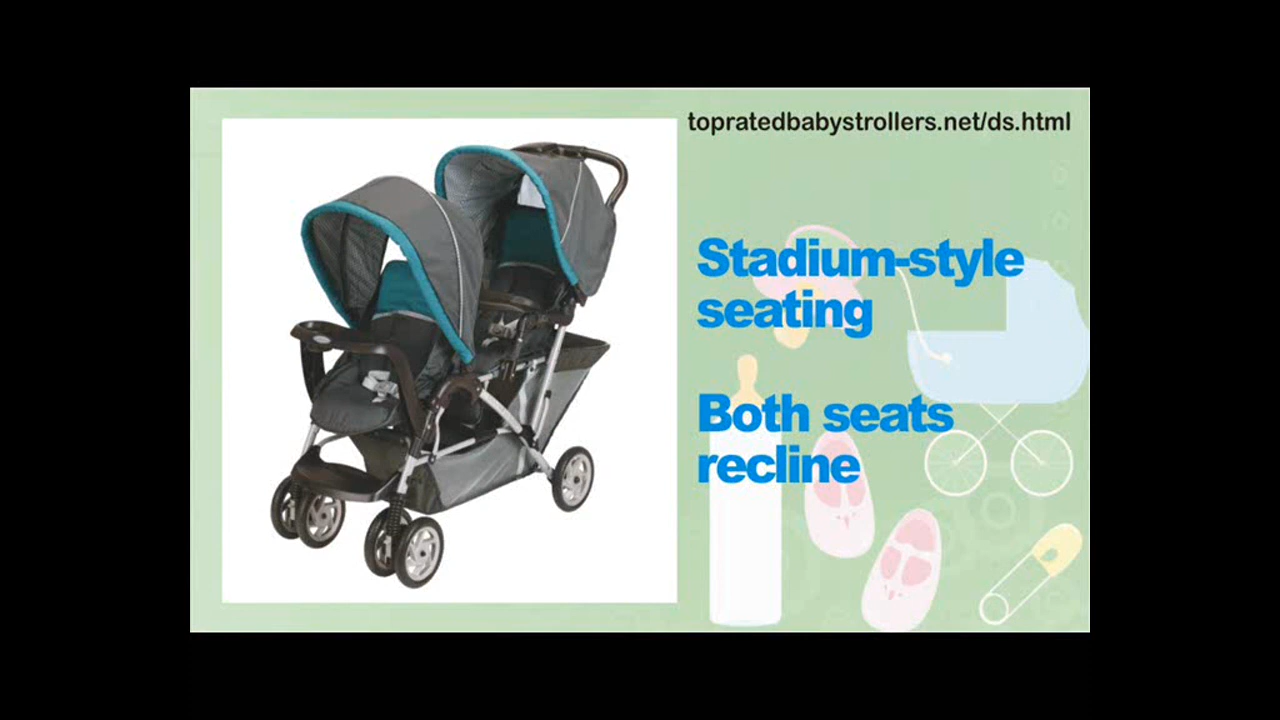 topratedbabystrollers.net/ds.html
Stadium-style
seating
Both seats
recline